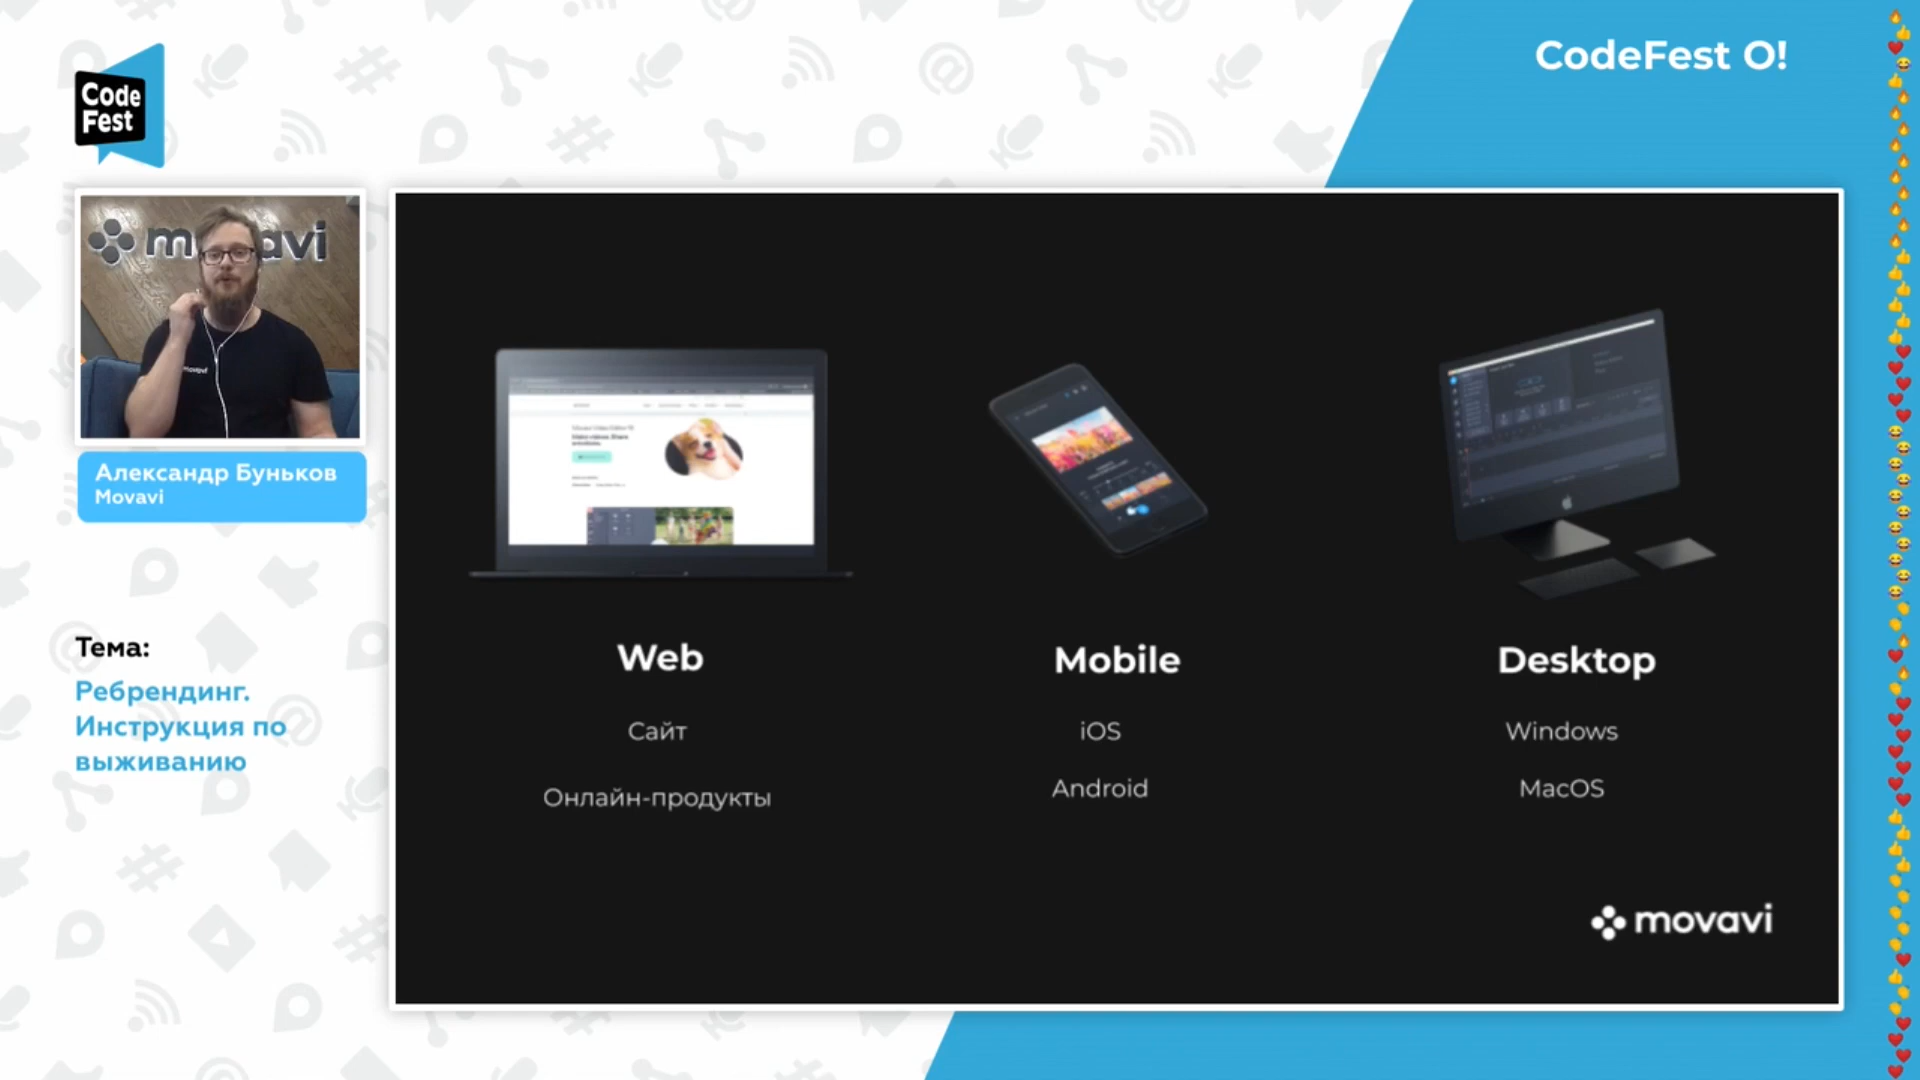 CodeFest O!
Code
Fest
movavi
Александр Буньков
Movavi
Тема:
Ребрендинг.
Инструкция по
выживанию
Web
Сайт
Онлайн-продукты
Mobile
iOS
Android
Desktop
Windows
MacOS
movavi